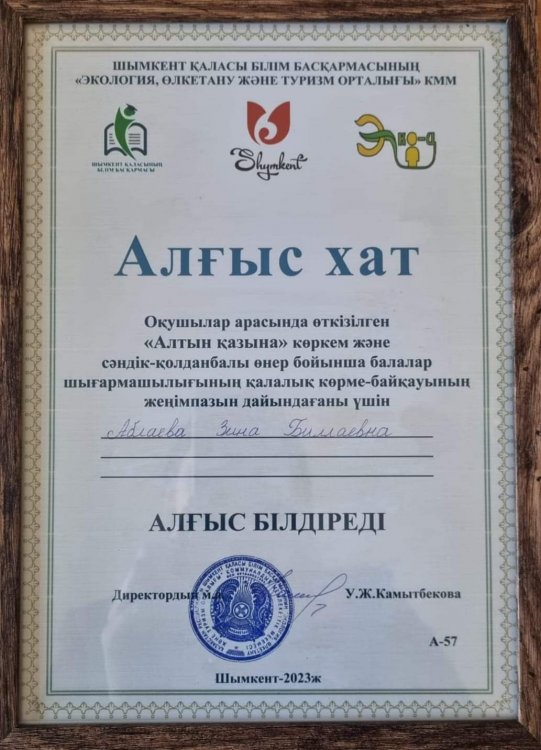 ШЫМКЕНТ ҚАЛАСЫ БІЛІМ БАСҚАРМАСЫНЫҢ
«ЭКОЛОГИЯ, ӨЛКЕТАНУ ЖӘНЕ ТУРИЗМ ОРТАЛЫҒЫ» КММ
ШЫМКЕНТ ҚАЛАСЫНЫҢ
БІЛІМ БАСҚАРМАСЫ
Shymkent
Эко-ц
Алғыс хат
Оқушылар арасында өткізілген
«Алтын қазына» көркем және
сәндік-қолданбалы өнер бойынша балалар
шығармашылығының қалалық көрме-байқауының
жеңімпазын дайындағаны үшін
Аблаева Зина Бимаевна
АЛҒЫС БІЛДІРЕДІ
Директордың м.а. У.Ж.Камытбекова
А-57
Шымкент-2023ж